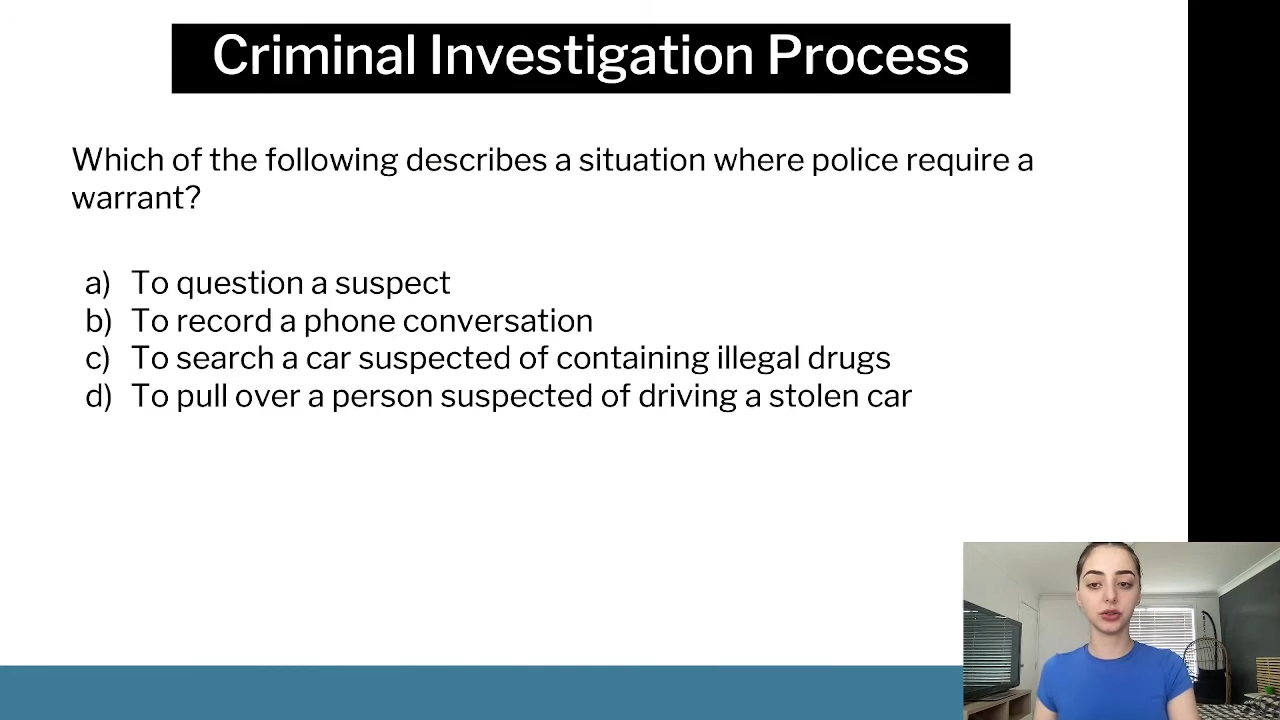 Criminal Investigation Process
Which of the following describes a situation where police require a
warrant?
a) To question a suspect
b) To record a phone conversation
c) To search a car suspected of containing illegal drugs
d) To pull over a person suspected of driving a stolen car